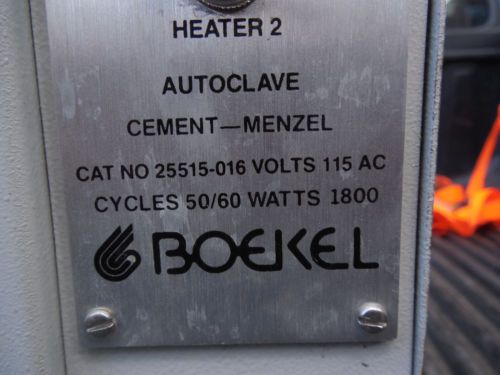 HEATER 2
AUTOCLAVE
CEMENT—MENZEL
CAT NO 25515-016 VOLTS 115 AC
CYCLES 50/60 WATTS 1800
BOEKEL